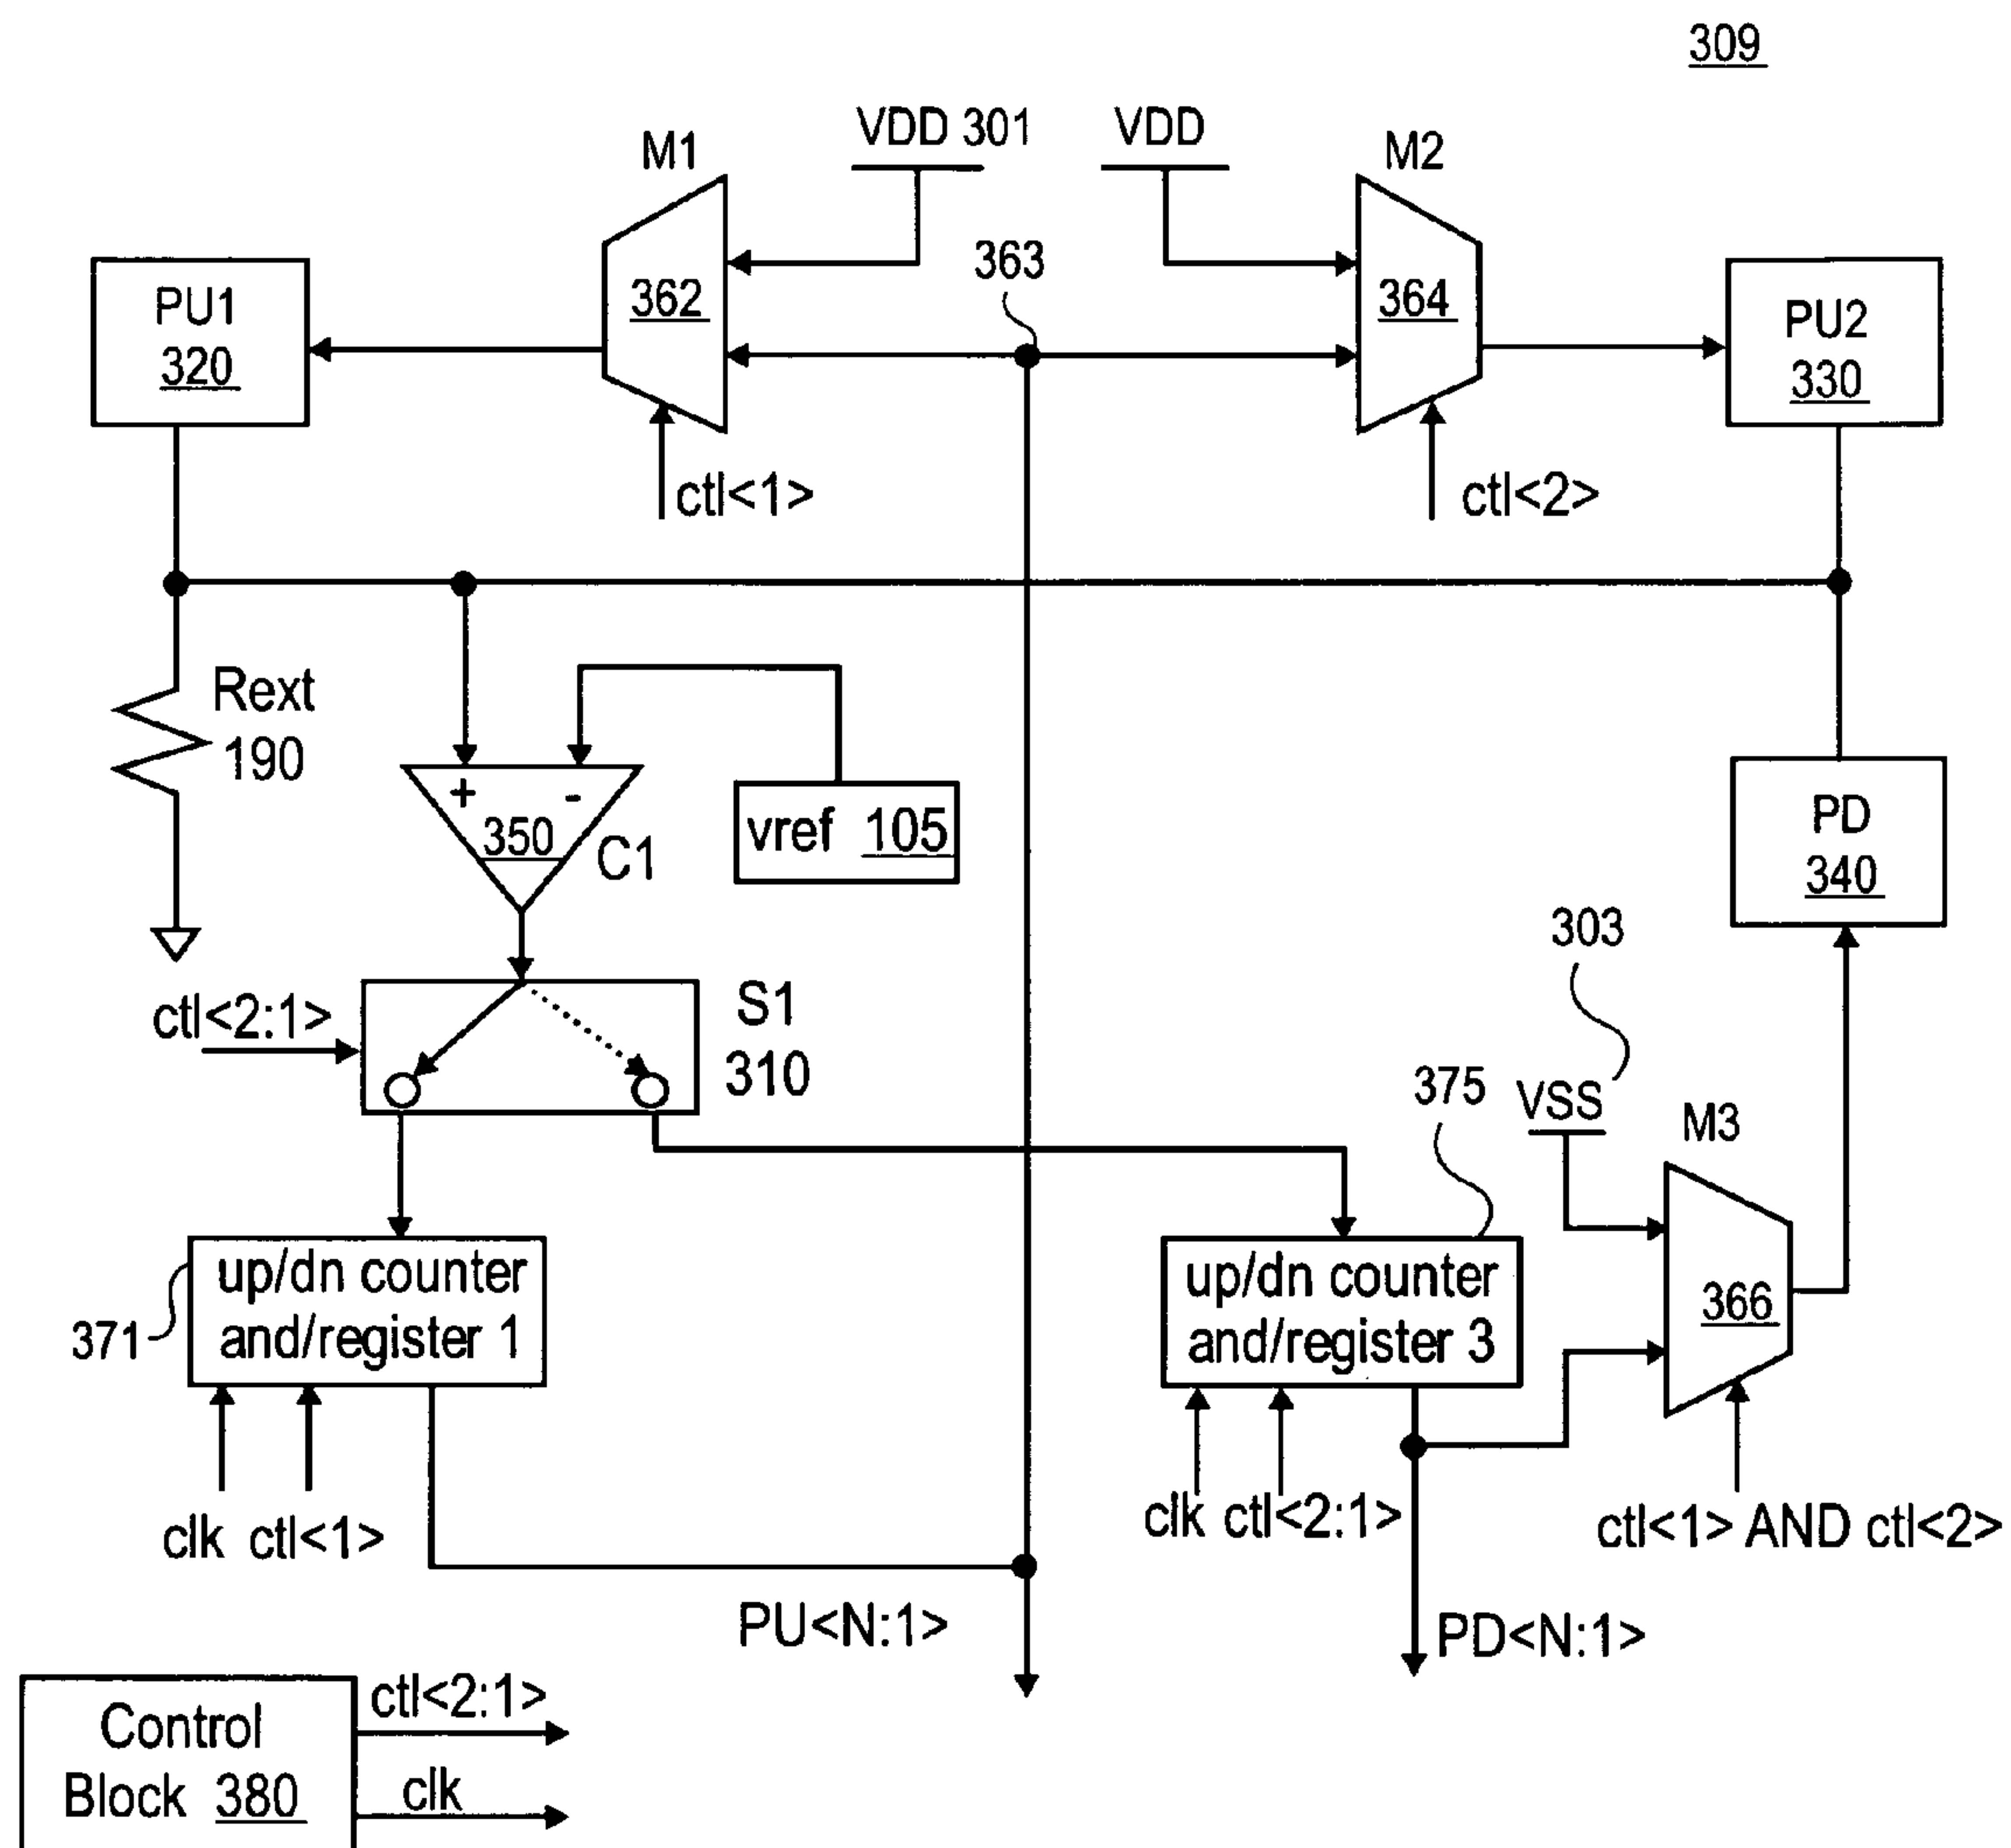 309
VDD 301
VDD
M1
M2
363
PU1
320
362
364
PU2
330
ctl<1>
ctl<2>
Rext
190
+ -
350
C1
vref 105
PD
340
303
ctl<2:1>
S1
310
375
VSS
M3
up/dn counter
and/register 1
371
up/dn counter
and/register 3
366
clk ctl<1>
clk ctl<2:1>
ctl<1> AND ctl<2>
PU<N:1>
PD<N:1>
Control
Block 380
ctl<2:1>
clk